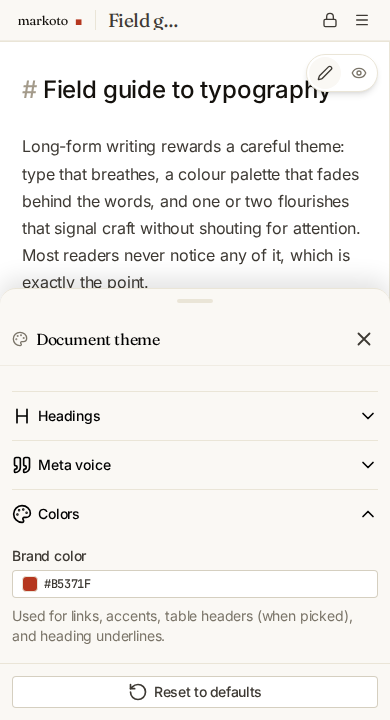 markoto
Field g...
# Field guide to typography
Long-form writing rewards a careful theme:
type that breathes, a colour palette that fades
behind the words, and one or two flourishes
that signal craft without shouting for attention.
Most readers never notice any of it, which is
exactly the point.
Document theme
Headings
Meta voice
Colors
Brand color
#B5371F
Used for links, accents, table headers (when picked),
and heading underlines.
Reset to defaults